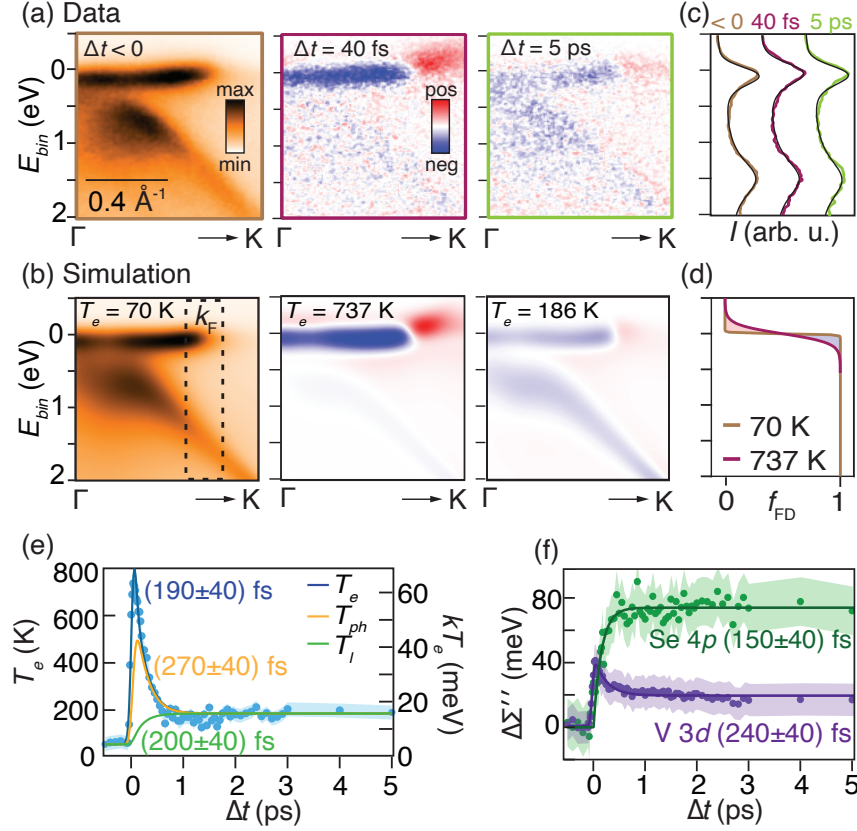 (a) Data
Δt < 0
Δt = 40 fs
Δt = 5 ps
(c)
< 0 40 fs 5 ps
0
1
2
E_bin (eV)
max
min
pos
neg
0.4 Å⁻¹
Γ → K
Γ → K
Γ → K
I (arb. u.)
(b) Simulation
T_e = 70 K
k_F
T_e = 737 K
T_e = 186 K
(d)
0
1
2
E_bin (eV)
70 K
737 K
Γ → K
Γ → K
Γ → K
0 f_FD 1
(e)
800
600
400
200
0
T_e (K)
(190±40) fs
(270±40) fs
(200±40) fs
T_e
T_ph
T_l
60
40
20
0
kT_e (meV)
0 1 2 3 4 5
Δt (ps)
(f)
80
40
0
ΔΣ′′ (meV)
Se 4p (150±40) fs
V 3d (240±40) fs
0 1 2 3 4 5
Δt (ps)